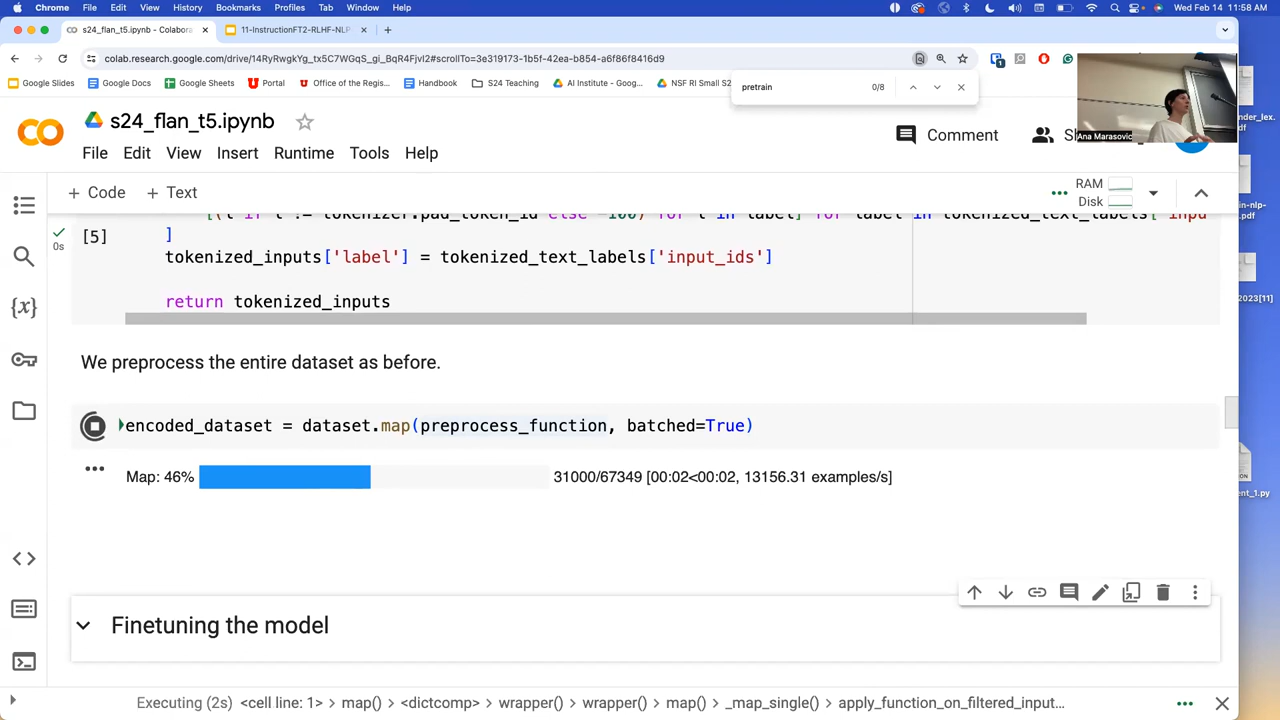 Chrome File Edit View History Bookmarks Profiles Tab Window Help Wed Feb 14 11:58 AM
s24_flan_t5.ipynb - Colabora 11-InstructionFT2-RLHF-NLP
colab.research.google.com/drive/14RyRwgkYg_tx5C7WGqS_gi_BqR4Fjvl2#scrollTo=3e319173-1b5f-42ea-b854-a6f86f8416d9
Google Slides Google Docs Google Sheets Portal Office of the Regis... Handbook S24 Teaching AI Institute - Goog... NSF RI Small S2
pretrain 0/8
Ana Marasovic
s24_flan_t5.ipynb
Comment
File Edit View Insert Runtime Tools Help
+ Code + Text
RAM
Disk
[5]
0s
]
tokenized_inputs['label'] = tokenized_text_labels['input_ids']
return tokenized_inputs
We preprocess the entire dataset as before.
encoded_dataset = dataset.map(preprocess_function, batched=True)
Map: 46% 31000/67349 [00:02<00:02, 13156.31 examples/s]
Finetuning the model
Executing (2s) <cell line: 1> map() <dictcomp> wrapper() wrapper() map() _map_single() apply_function_on_filtered_input...